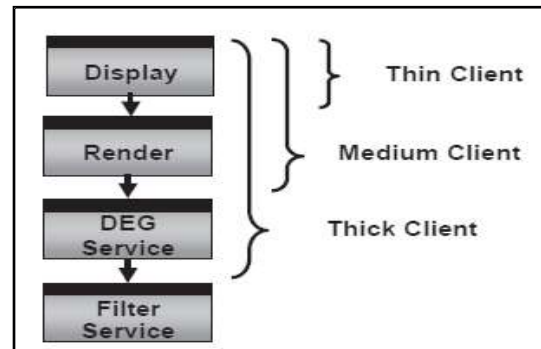 Display
Thin Client
Render
Medium Client
DEG
Service
Thick Client
Filter
Service